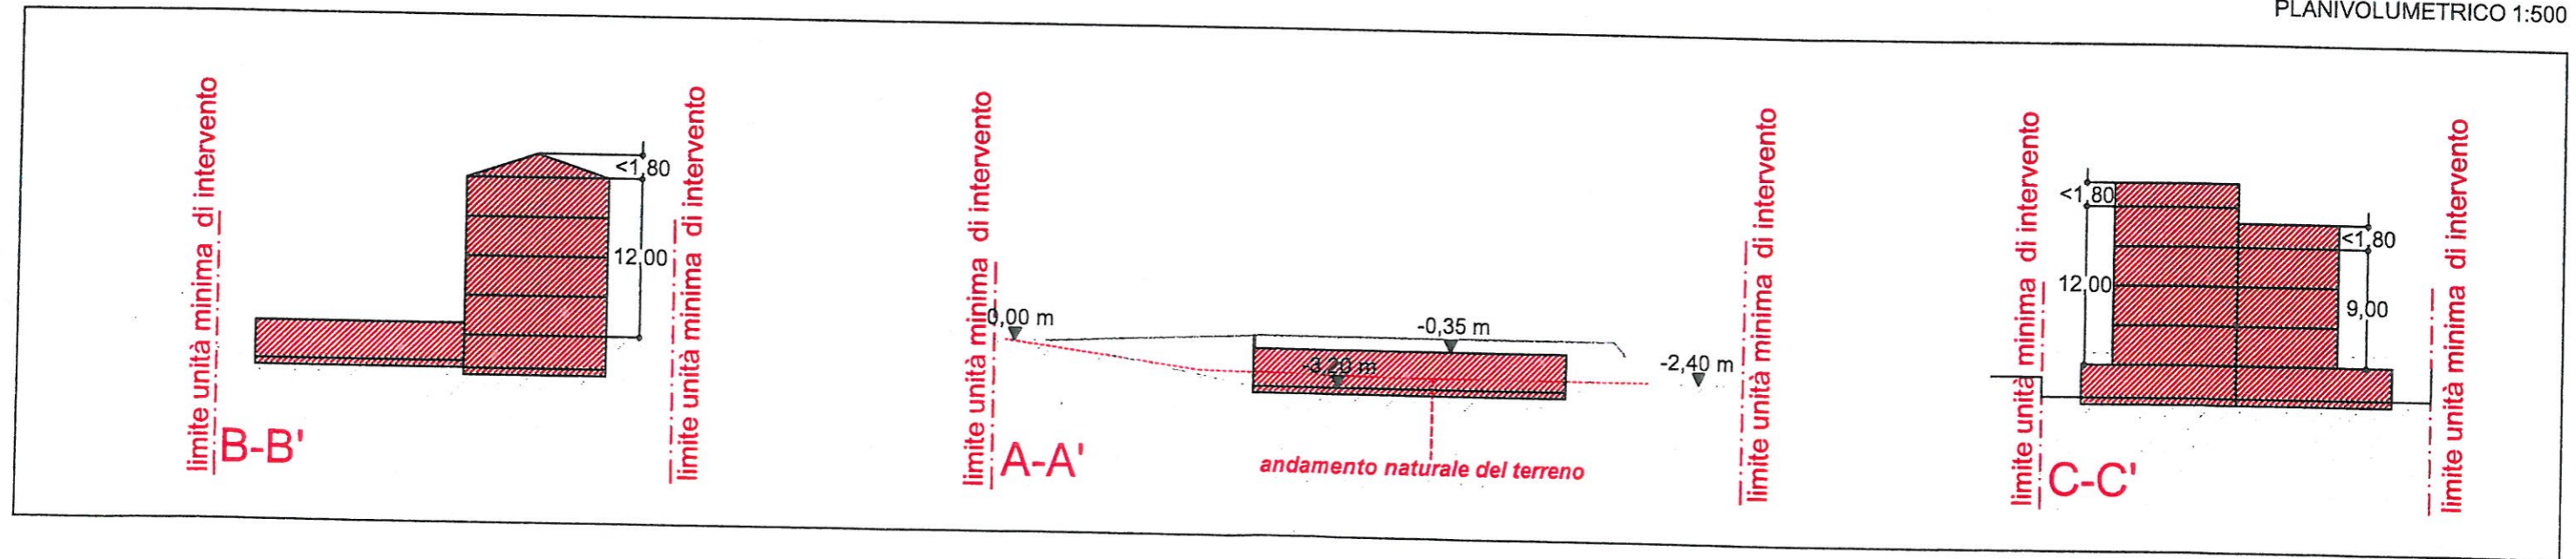 PLANIVOLUMETRICO 1:500
limite unità minima di intervento
B-B'
<1,80
12,00
limite unità minima di intervento
limite unità minima di intervento
A-A'
0,00 m
-0,35 m
-3,20 m
-2,40 m
andamento naturale del terreno
limite unità minima di intervento
limite unità minima di intervento
C-C'
<1,80
12,00
<1,80
9,00
limite unità minima di intervento